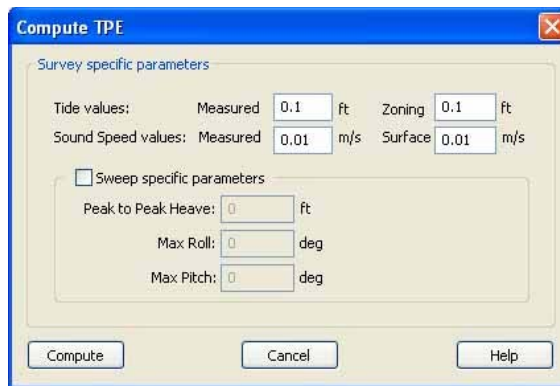 Compute TPE
Survey specific parameters
Tide values: Measured 0.1 ft Zoning 0.1 ft
Sound Speed values: Measured 0.01 m/s Surface 0.01 m/s
Sweep specific parameters
Peak to Peak Heave: 0 ft
Max Roll: 0 deg
Max Pitch: 0 deg
Compute Cancel Help